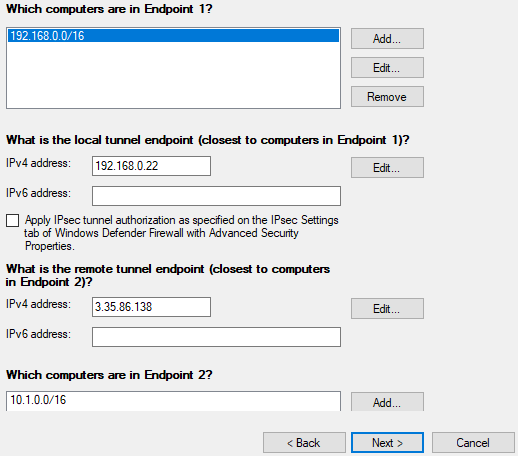 Which computers are in Endpoint 1?
192.168.0.0/16
Add...
Edit...
Remove
What is the local tunnel endpoint (closest to computers in Endpoint 1)?
IPv4 address:
192.168.0.22
Edit...
IPv6 address:
Apply IPsec tunnel authorization as specified on the IPsec Settings
tab of Windows Defender Firewall with Advanced Security
Properties.
What is the remote tunnel endpoint (closest to computers
in Endpoint 2)?
IPv4 address:
3.35.86.138
Edit...
IPv6 address:
Which computers are in Endpoint 2?
10.1.0.0/16
Add...
< Back
Next >
Cancel